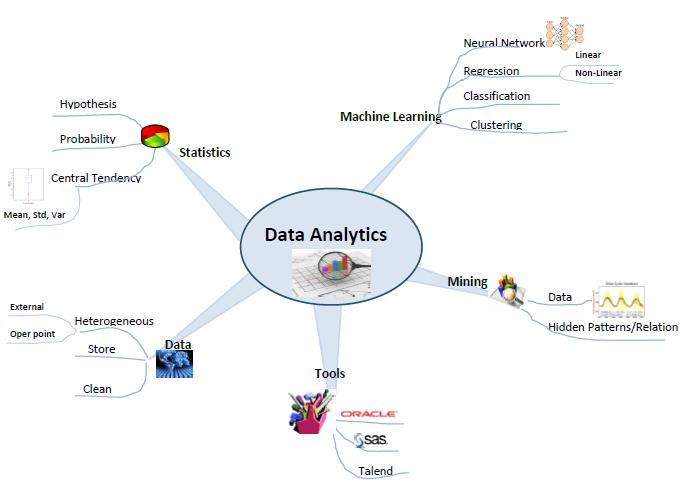 Neural Network
Linear
Regression
Non-Linear
Classification
Machine Learning
Clustering
Hypothesis
Probability
Statistics
Central Tendency
Mean, Std, Var
Data Analytics
Mining
Data
Hidden Patterns/Relation
External
Heterogeneous
Oper point
Data
Store
Clean
Tools
ORACLE
sas
Talend